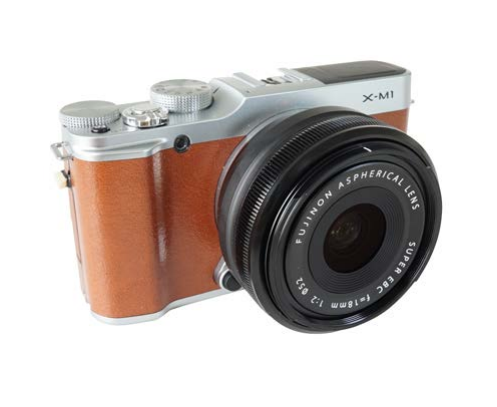 X-M1
FUJINON ASPHERICAL LENS
SUPER EBC f=18mm 1:2 Ø52